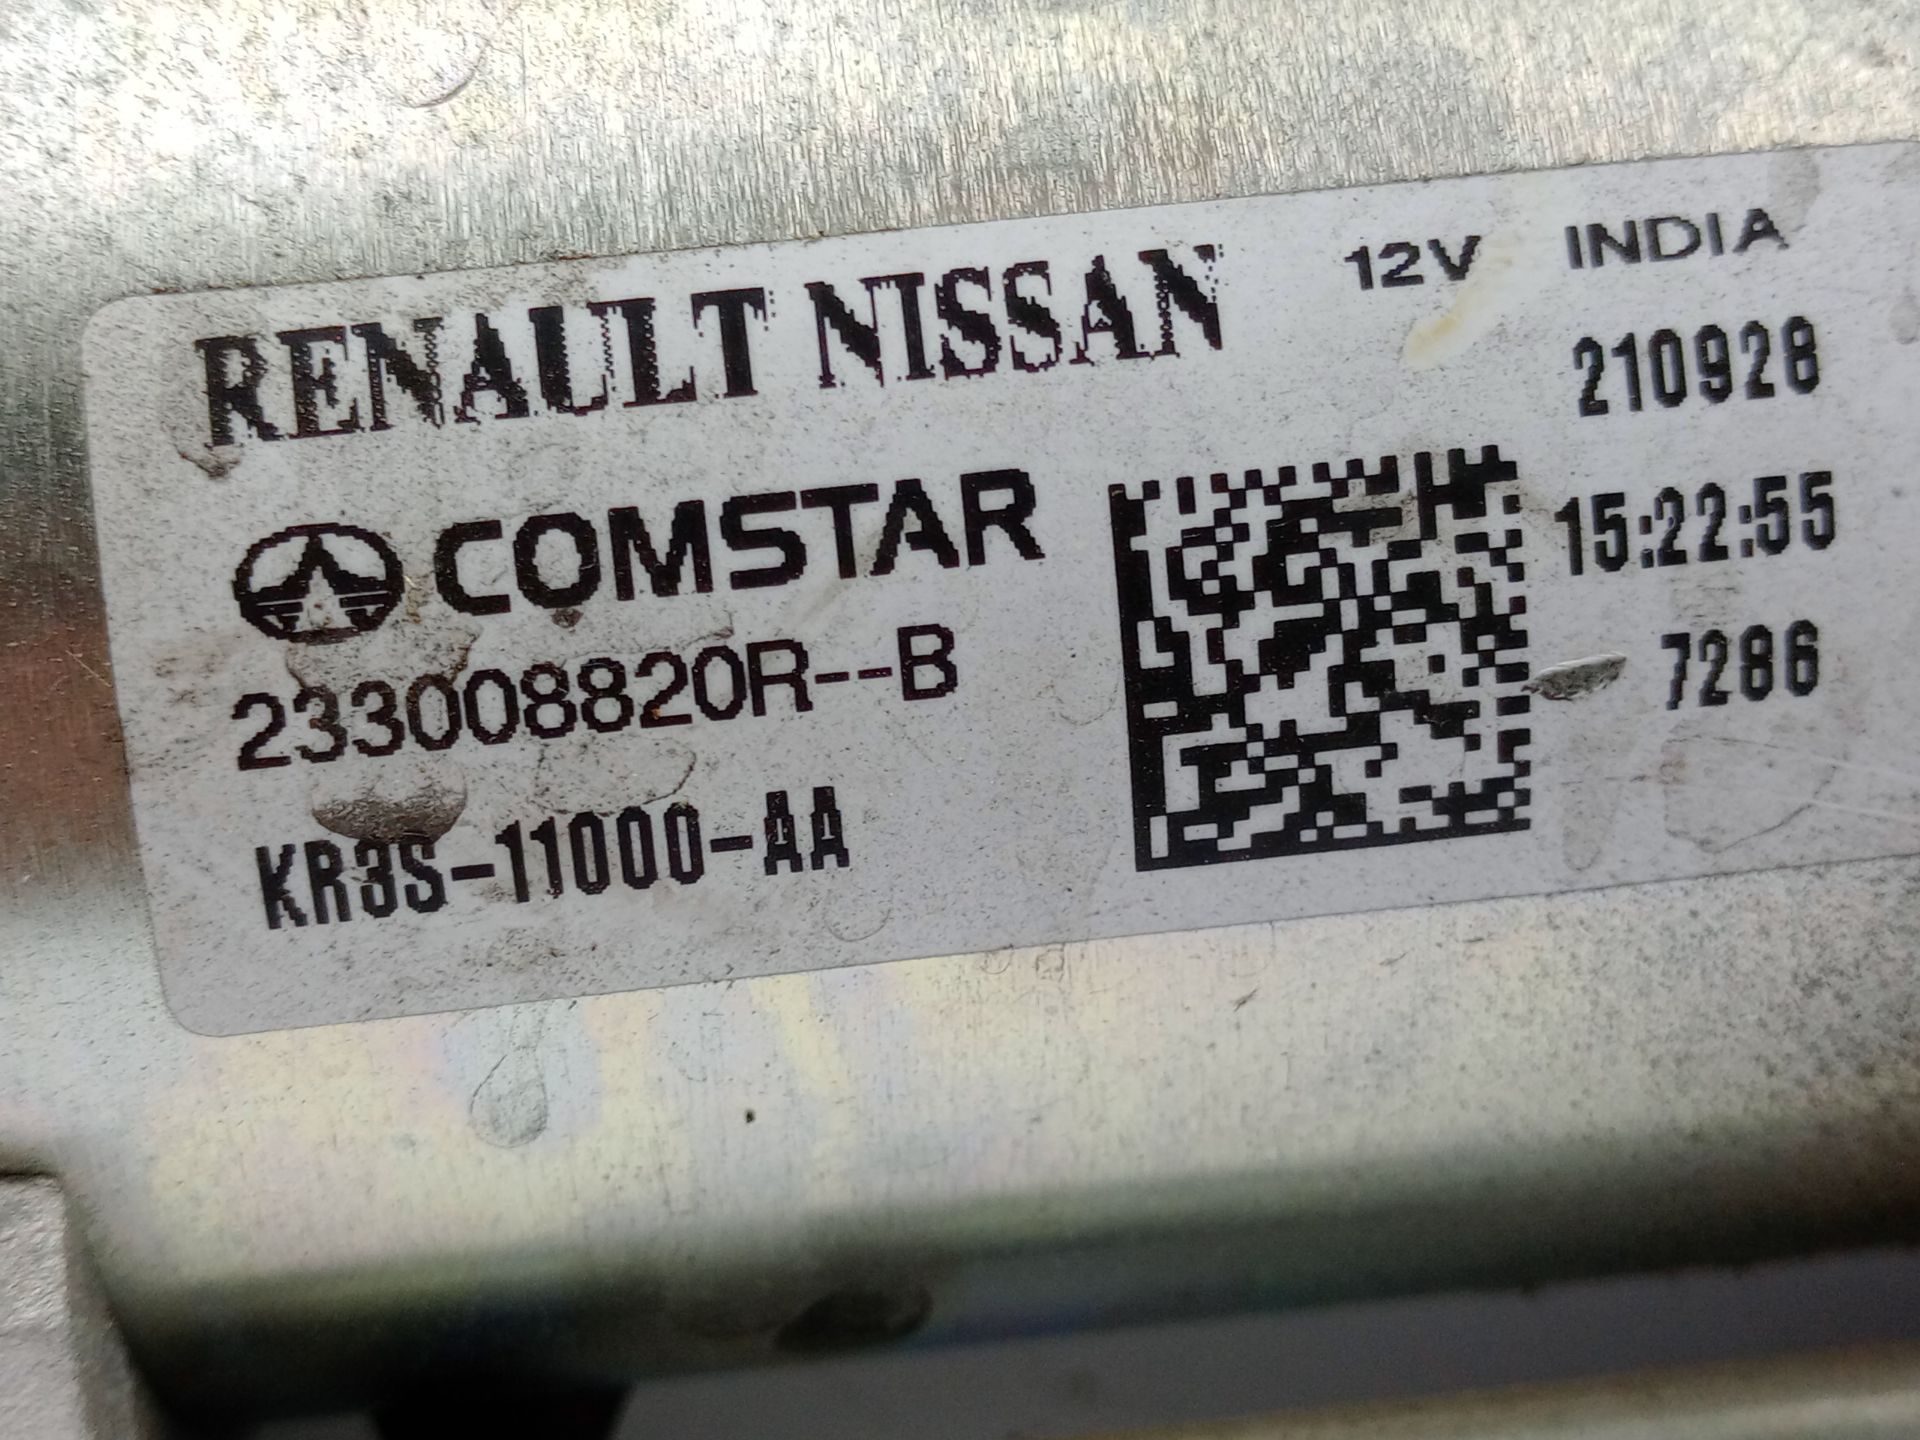 RENAULT NISSAN 12V INDIA
210928
COMSTAR 15:22:55
233008820R--B 7286
KR3S-11000-AA